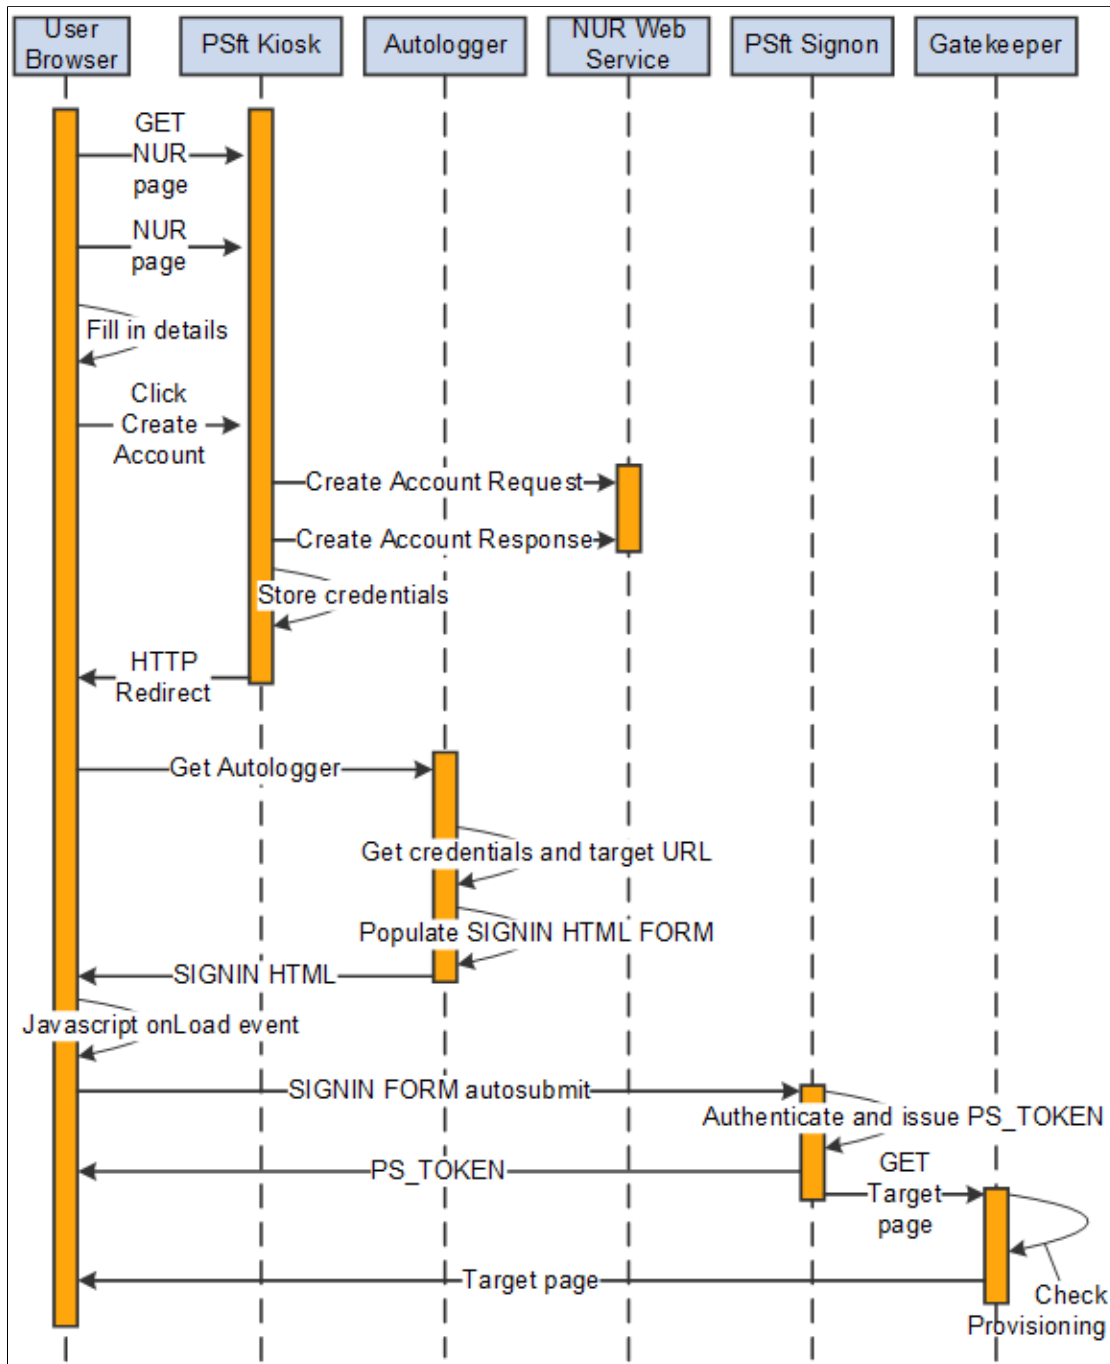 User
Browser
PSft Kiosk
Autologger
NUR Web
Service
PSft Signon
Gatekeeper
GET
NUR
page
NUR
page
Fill in details
Click
Create
Account
Create Account Request
Create Account Response
Store credentials
HTTP
Redirect
Get Autologger
Get credentials and target URL
Populate SIGNIN HTML FORM
SIGNIN HTML
Javascript onLoad event
SIGNIN FORM autosubmit
Authenticate and issue PS_TOKEN
PS_TOKEN
GET
Target
page
Target page
Check
Provisioning